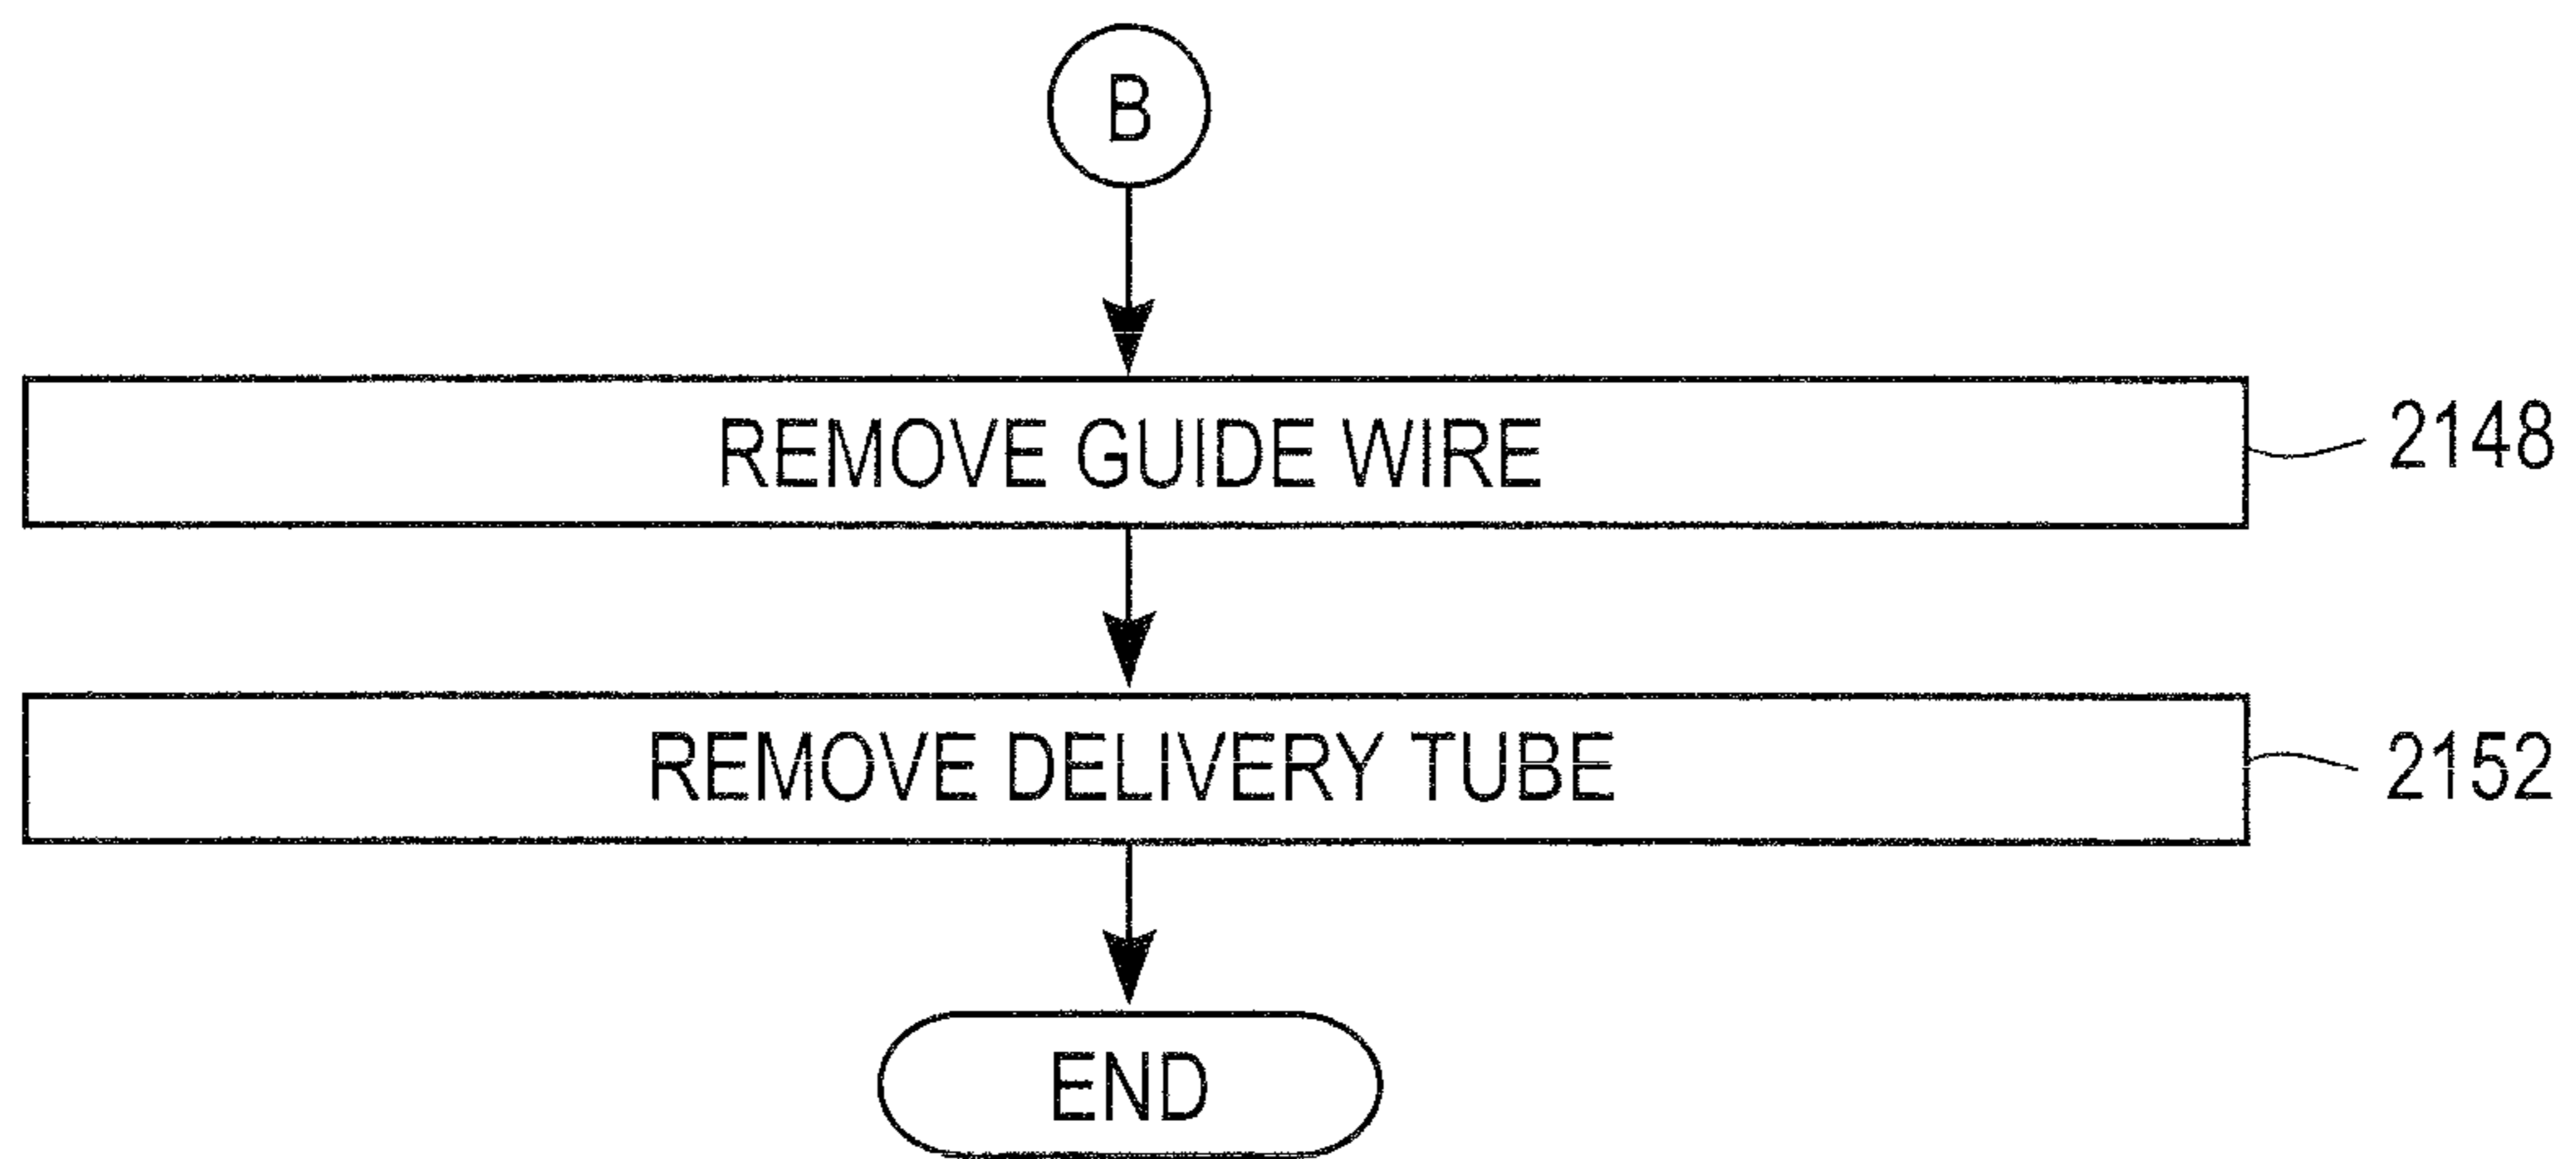 B
REMOVE GUIDE WIRE
2148
REMOVE DELIVERY TUBE
2152
END